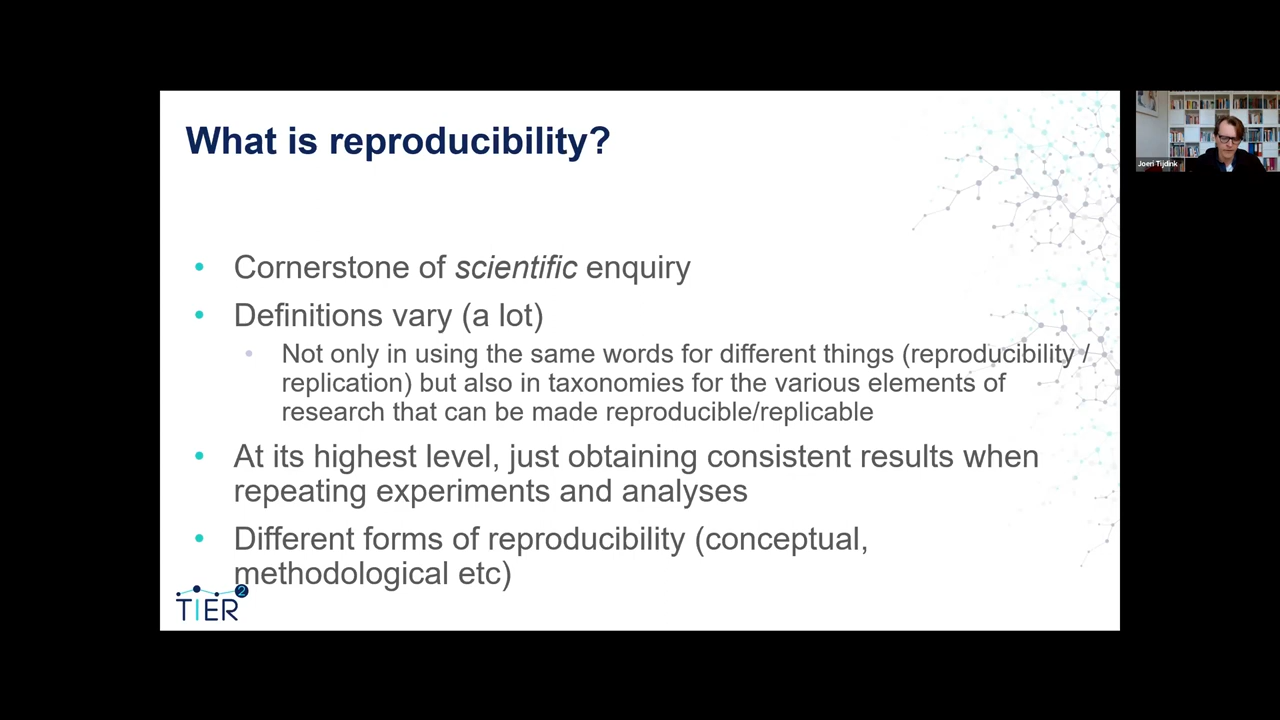 What is reproducibility?
Joeri Tijdink
• Cornerstone of scientific enquiry
• Definitions vary (a lot)
• Not only in using the same words for different things (reproducibility /
replication) but also in taxonomies for the various elements of
research that can be made reproducible/replicable
• At its highest level, just obtaining consistent results when
repeating experiments and analyses
• Different forms of reproducibility (conceptual,
methodological etc)
TIER2